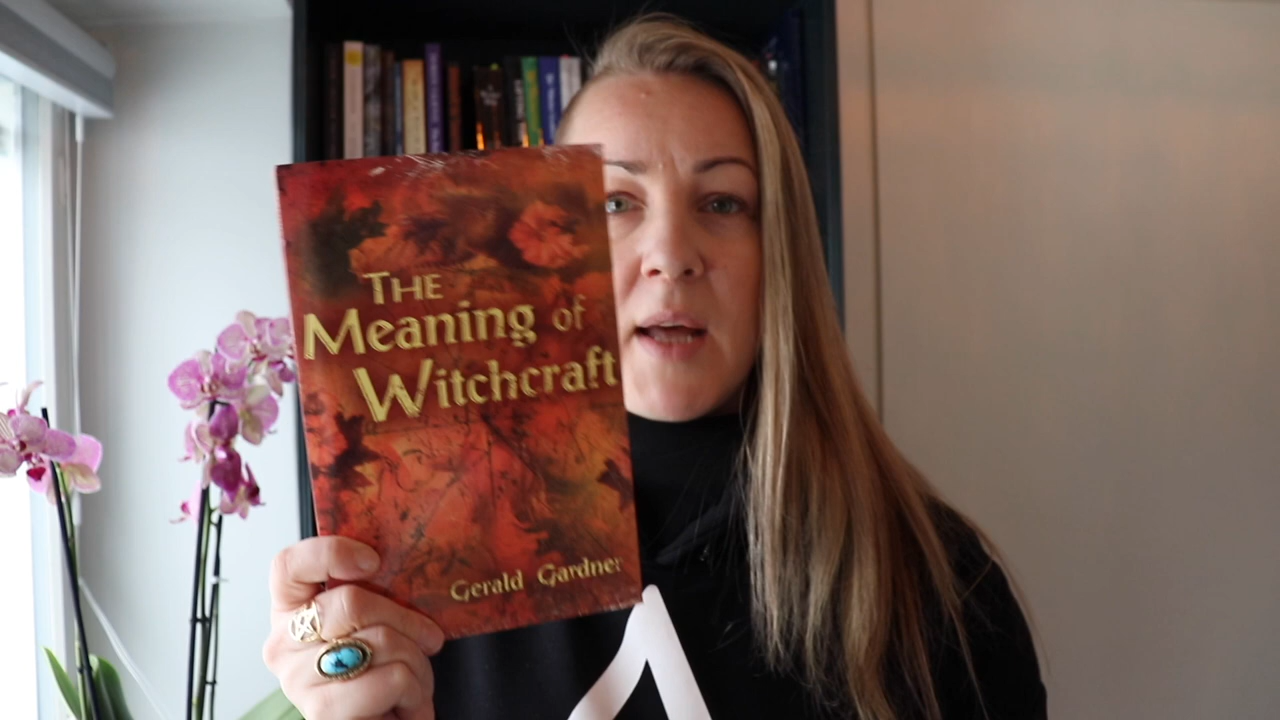 THE
Meaning of
Witchcraft
Gerald Gardner